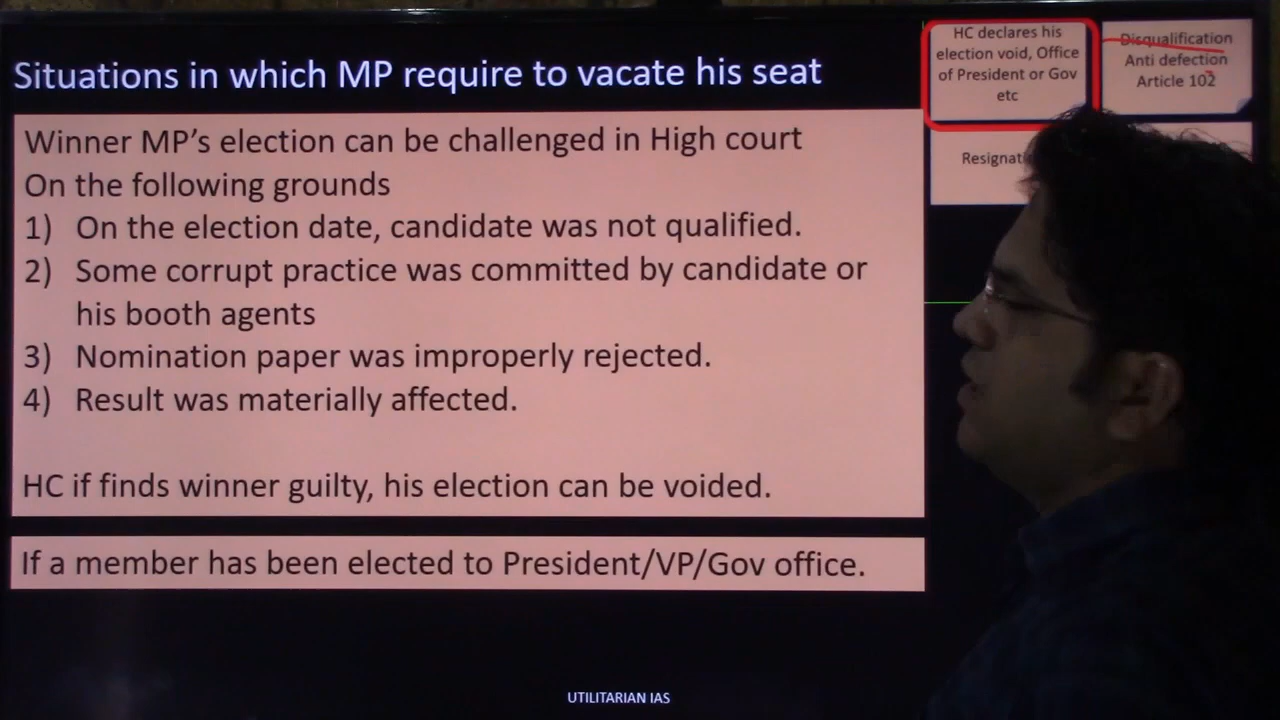 Situations in which MP require to vacate his seat
HC declares his
election void, Office
of President or Gov
etc
Disqualification
Anti defection
Article 102
Winner MP's election can be challenged in High court
On the following grounds
1) On the election date, candidate was not qualified.
2) Some corrupt practice was committed by candidate or
his booth agents
3) Nomination paper was improperly rejected.
4) Result was materially affected.
HC if finds winner guilty, his election can be voided.
If a member has been elected to President/VP/Gov office.
UTILITARIAN IAS